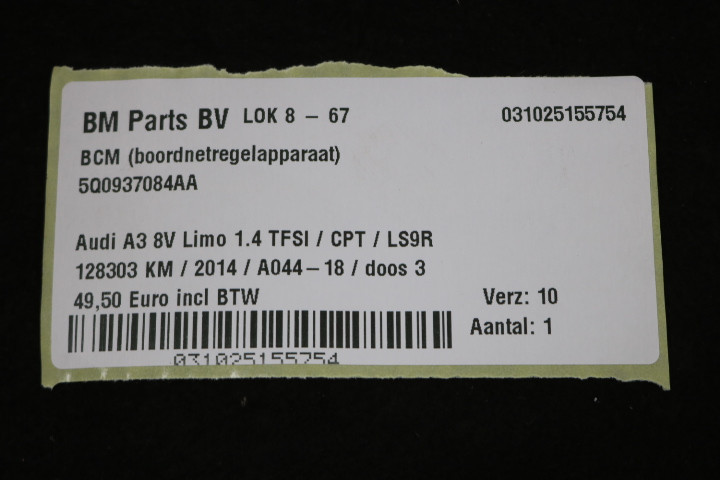 BM Parts BV LOK 8 - 67 031025155754
BCM (boordnetregelapparaat)
5Q0937084AA
Audi A3 8V Limo 1.4 TFSI / CPT / LS9R
128303 KM / 2014 / A044-18 / doos 3
49,50 Euro incl BTW Verz: 10
Aantal: 1
031025155754